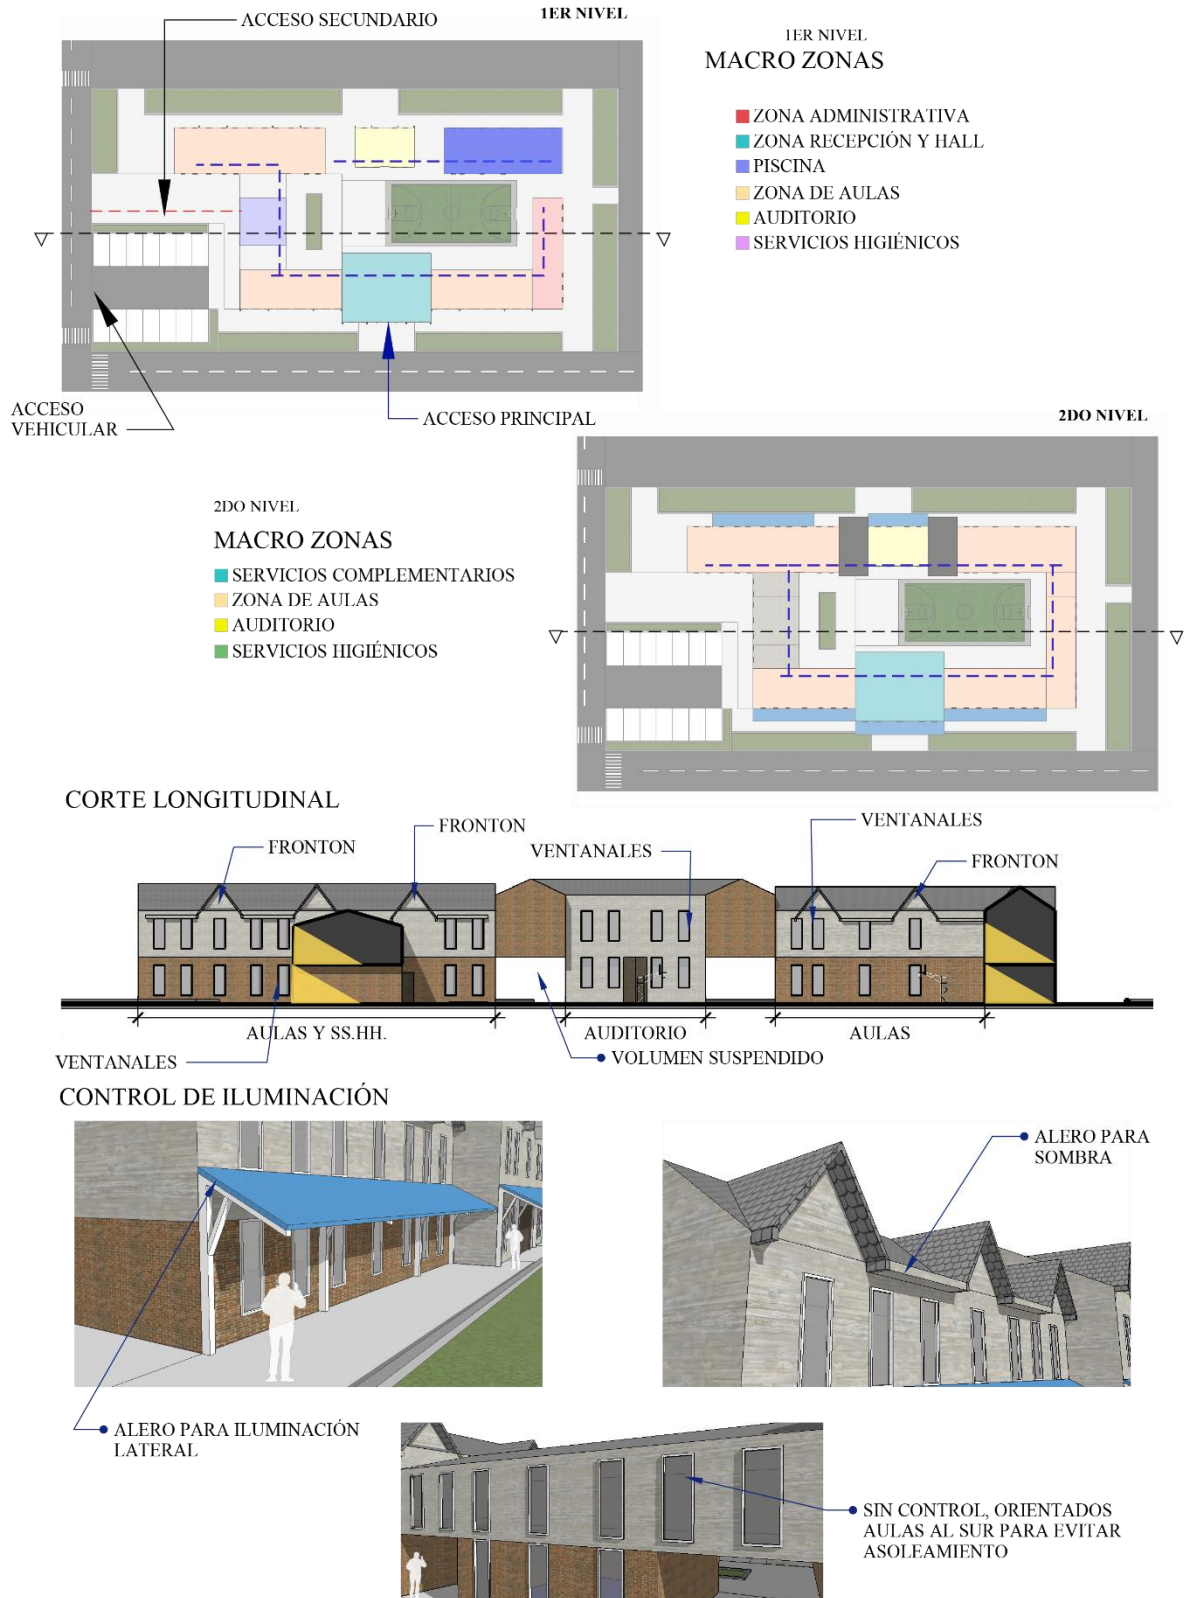 1ER NIVEL
ACCESO SECUNDARIO
1ER NIVEL
MACRO ZONAS
ZONA ADMINISTRATIVA
ZONA RECEPCIÓN Y HALL
PISCINA
ZONA DE AULAS
AUDITORIO
SERVICIOS HIGIÉNICOS
ACCESO
VEHICULAR
ACCESO PRINCIPAL
2DO NIVEL
2DO NIVEL
MACRO ZONAS
SERVICIOS COMPLEMENTARIOS
ZONA DE AULAS
AUDITORIO
SERVICIOS HIGIÉNICOS
CORTE LONGITUDINAL
FRONTON
FRONTON
VENTANALES
VENTANALES
FRONTON
AULAS Y SS.HH.
AUDITORIO
AULAS
VENTANALES
VOLUMEN SUSPENDIDO
CONTROL DE ILUMINACIÓN
ALERO PARA
SOMBRA
ALERO PARA ILUMINACIÓN
LATERAL
SIN CONTROL, ORIENTADOS
AULAS AL SUR PARA EVITAR
ASOLEAMIENTO